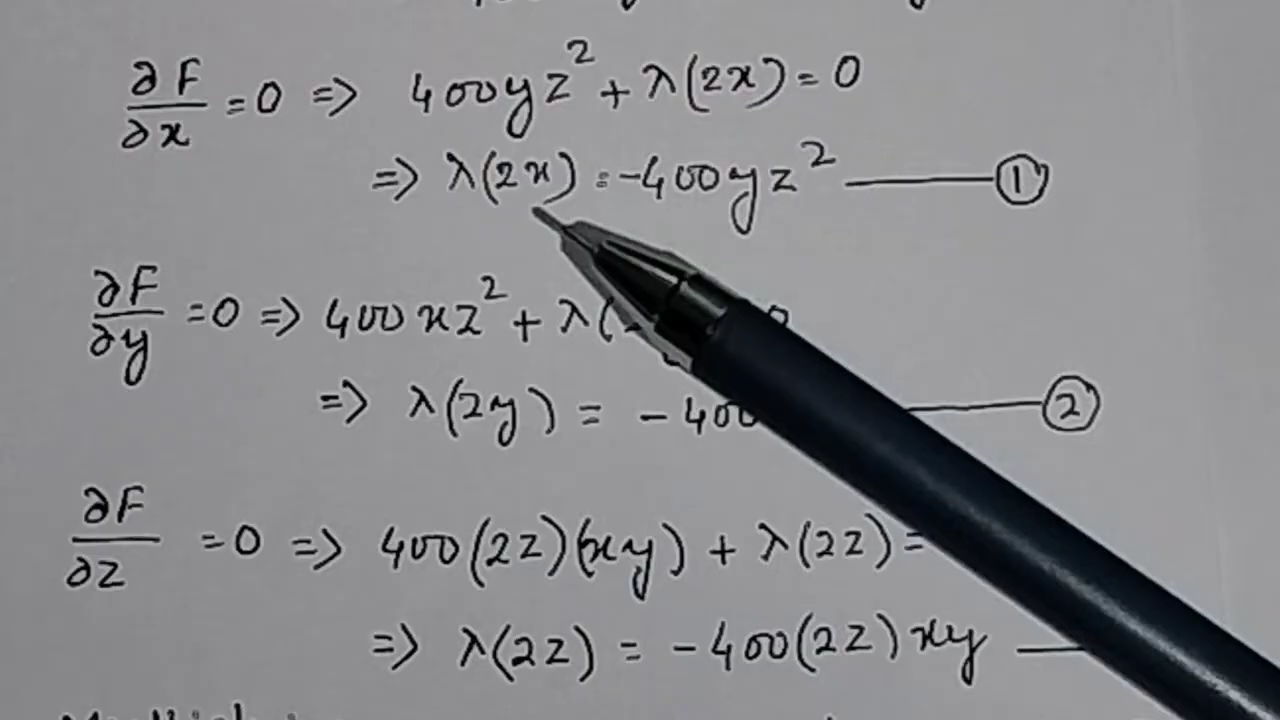 ∂F/∂x = 0 => 400yz² + λ(2x) = 0
=> λ(2x) = -400yz² —— ①
∂F/∂y = 0 => 400xz² + λ( 0
=> λ(2y) = -400 —— ②
∂F/∂z = 0 => 400(2z)(xy) + λ(2z) =
=> λ(2z) = -400(2z)xy ——